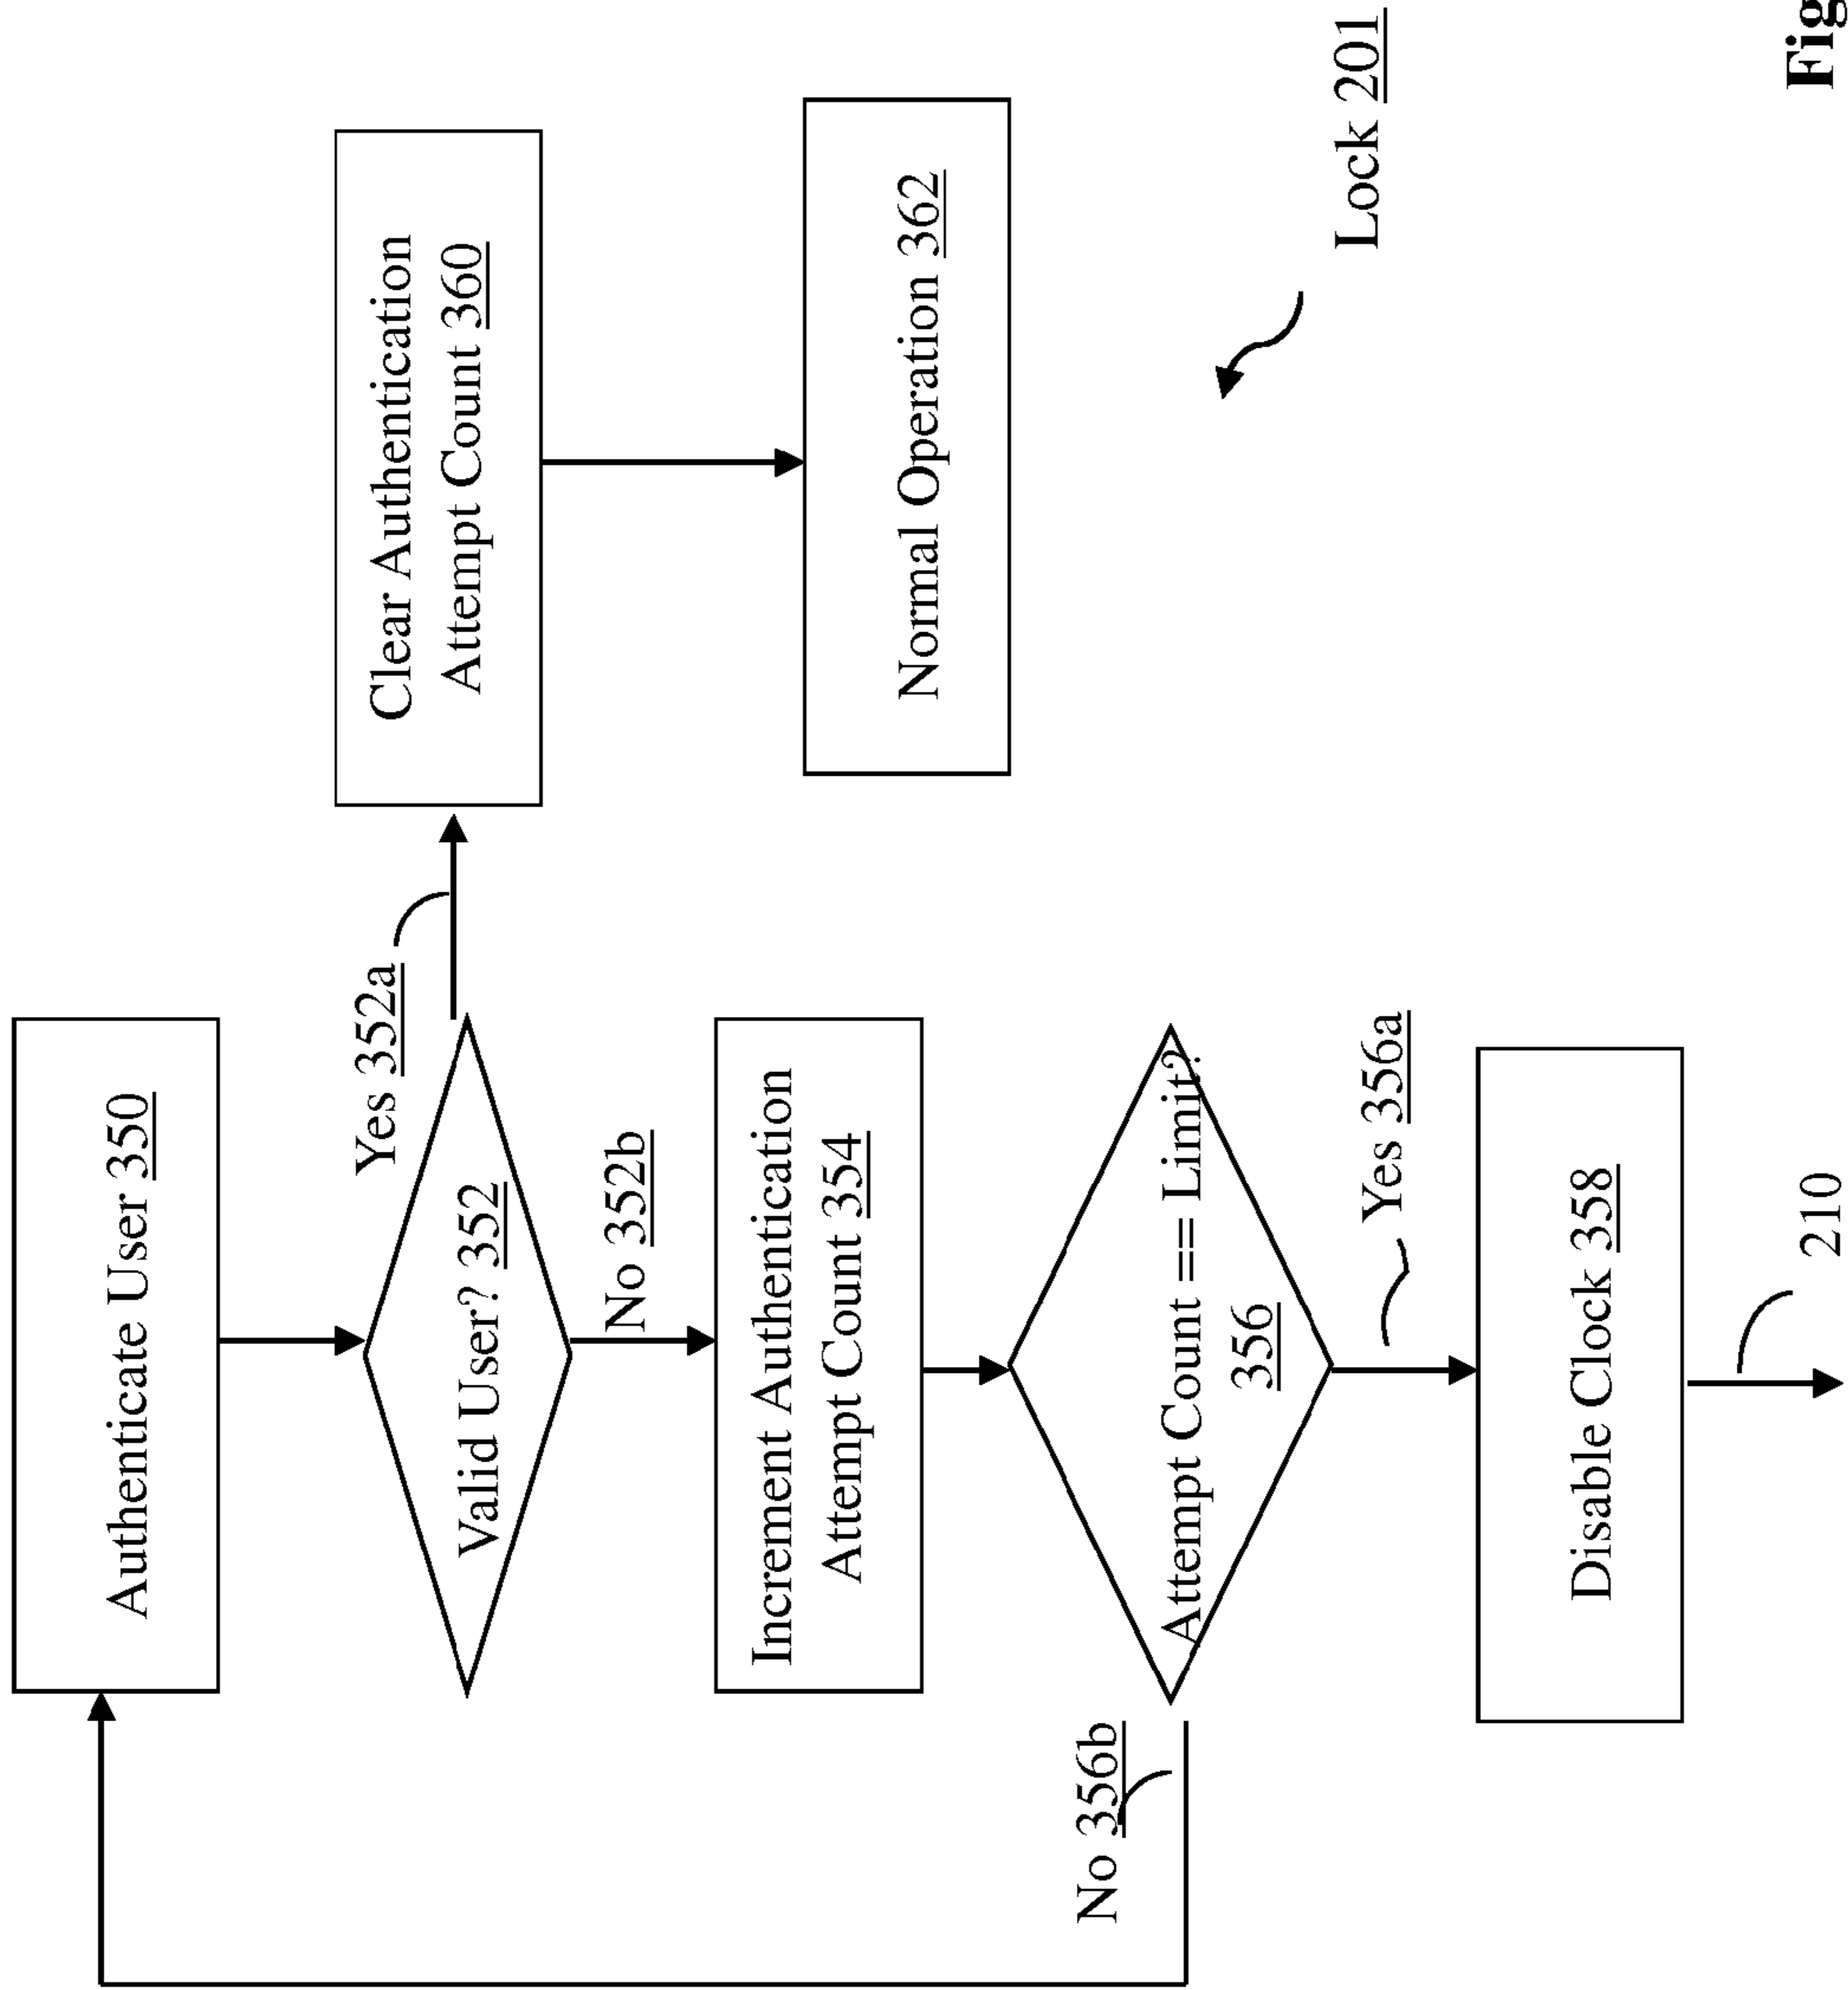 Authenticate User 350
Valid User? 352
Yes 352a
Clear Authentication
Attempt Count 360
Normal Operation 362
No 352b
Increment Authentication
Attempt Count 354
Attempt Count == Limit?
356
No 356b
Yes 356a
Disable Clock 358
210
Lock 201
Fig